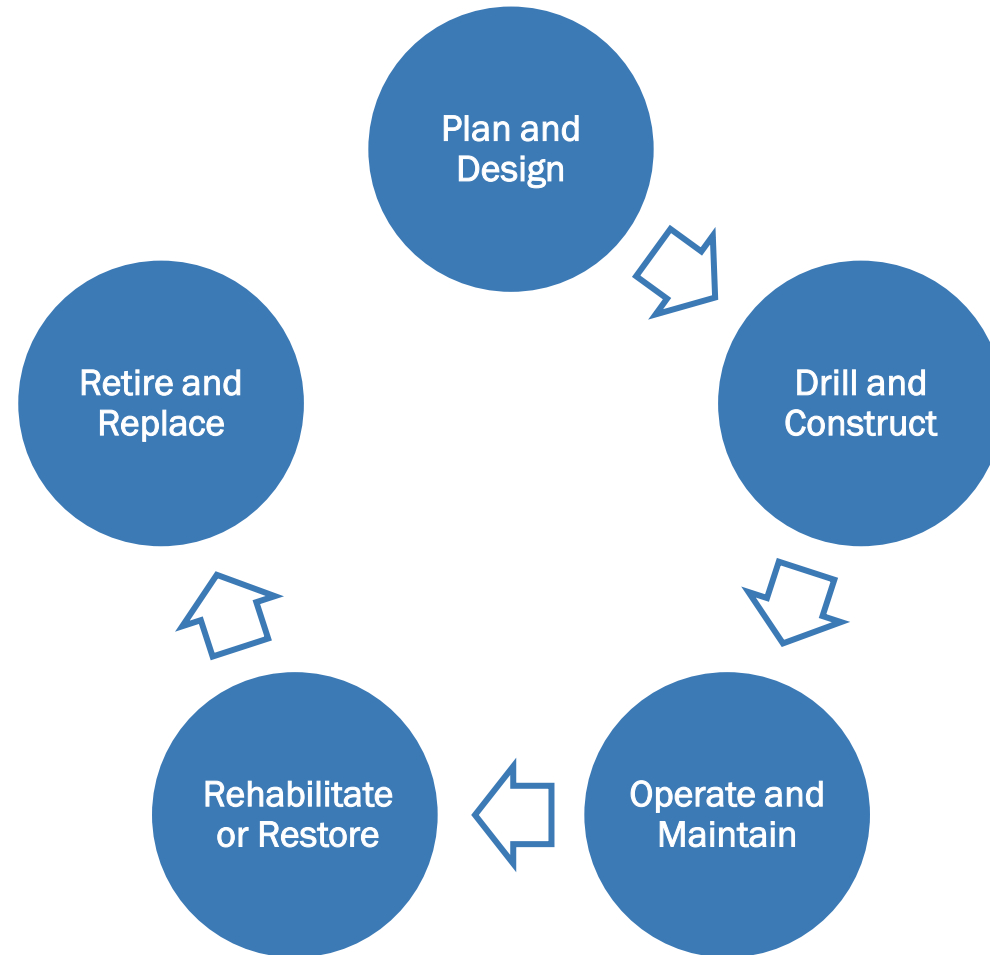 Plan and
Design
Drill and
Construct
Operate and
Maintain
Rehabilitate
or Restore
Retire and
Replace